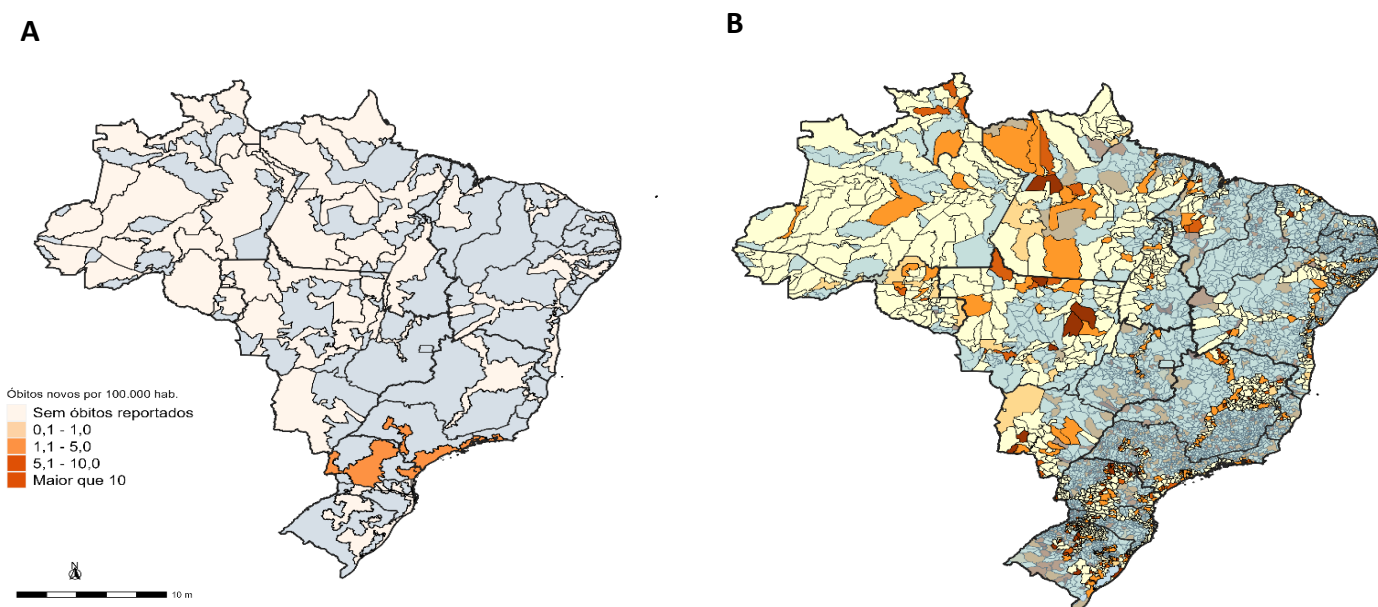 A
B
Óbitos novos por 100.000 hab.
Sem óbitos reportados
0,1 - 1,0
1,1 - 5,0
5,1 - 10,0
Maior que 10
10 m